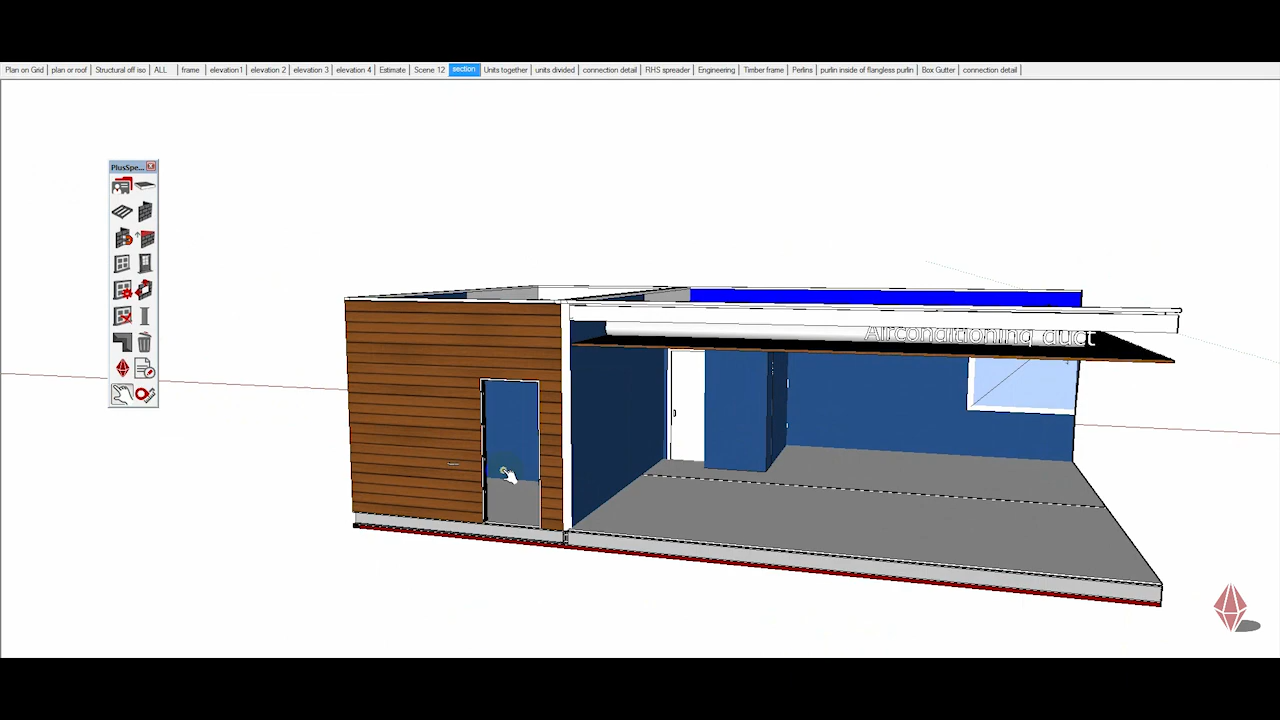 Plan on Grid plan or roof Structural off iso ALL frame elevation1 elevation 2 elevation 3 elevation 4 Estimate Scene 12 section Units together units divided connection detail RHS spreader Engineering Timber frame Perlins purlin inside of flangless purlin Box Gutter connection detail
PlusSpe...
Airconditioning duct